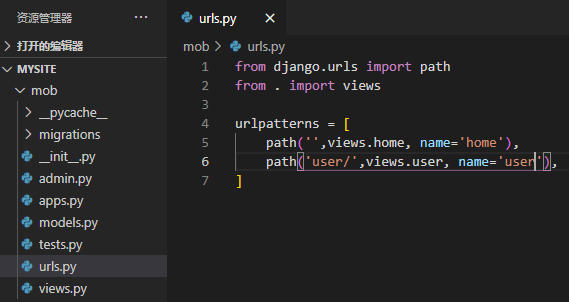 资源管理器
打开的编辑器
MYSITE
mob
__pycache__
migrations
__init__.py
admin.py
apps.py
models.py
tests.py
urls.py
views.py
urls.py
mob > urls.py
1 from django.urls import path
2 from . import views
3
4 urlpatterns = [
5     path('',views.home, name='home'),
6     path('user/',views.user, name='user'),
7 ]